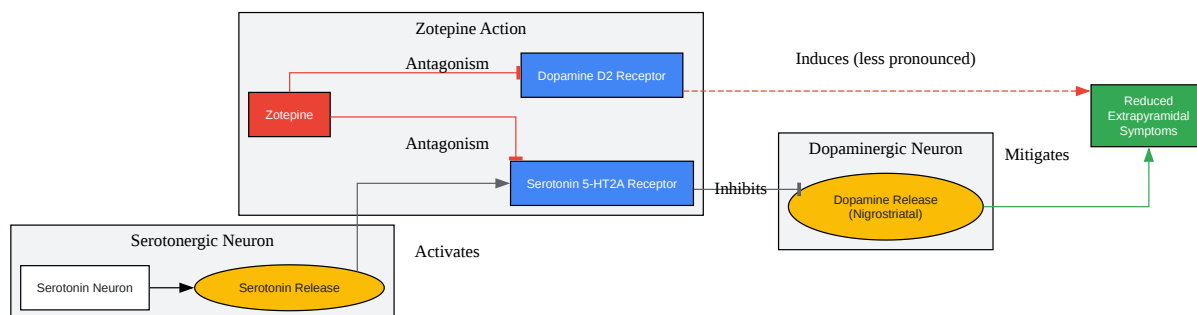 Zotepine Action
Antagonism
Dopamine D2 Receptor
Induces (less pronounced)
Zotepine
Reduced
Extrapyramidal
Symptoms
Antagonism
Serotonin 5-HT2A Receptor
Inhibits
Dopaminergic Neuron
Mitigates
Dopamine Release
(Nigrostriatal)
Serotonergic Neuron
Activates
Serotonin Neuron
Serotonin Release